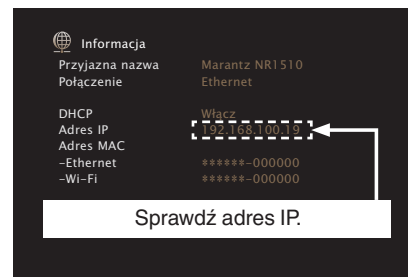 Informacja
Przyjazna nazwa Marantz NR1510
Połączenie Ethernet
DHCP Włącz
Adres IP 192.168.100.19
Adres MAC
-Ethernet ******-000000
-Wi-Fi ******-000000
Sprawdź adres IP.